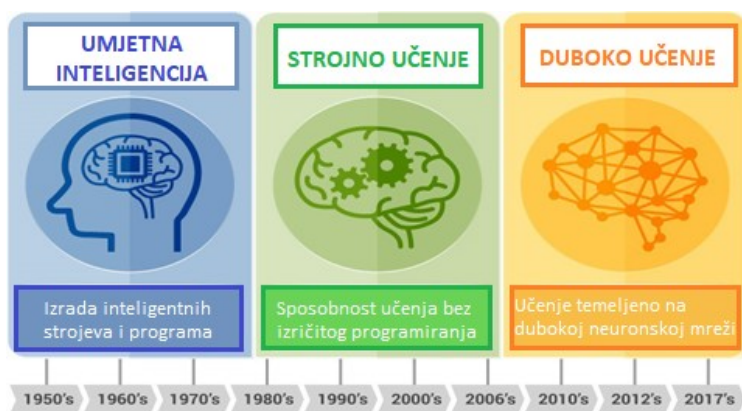 UMJETNA
INTELIGENCIJA
STROJNO UČENJE
DUBOKO UČENJE
Izrada inteligentnih
strojeva i programa
Sposobnost učenja bez
izričitog programiranja
Učenje temeljeno na
dubokoj neuronskoj mreži
1950's 1960's 1970's 1980's 1990's 2000's 2006's 2010's 2012's 2017's